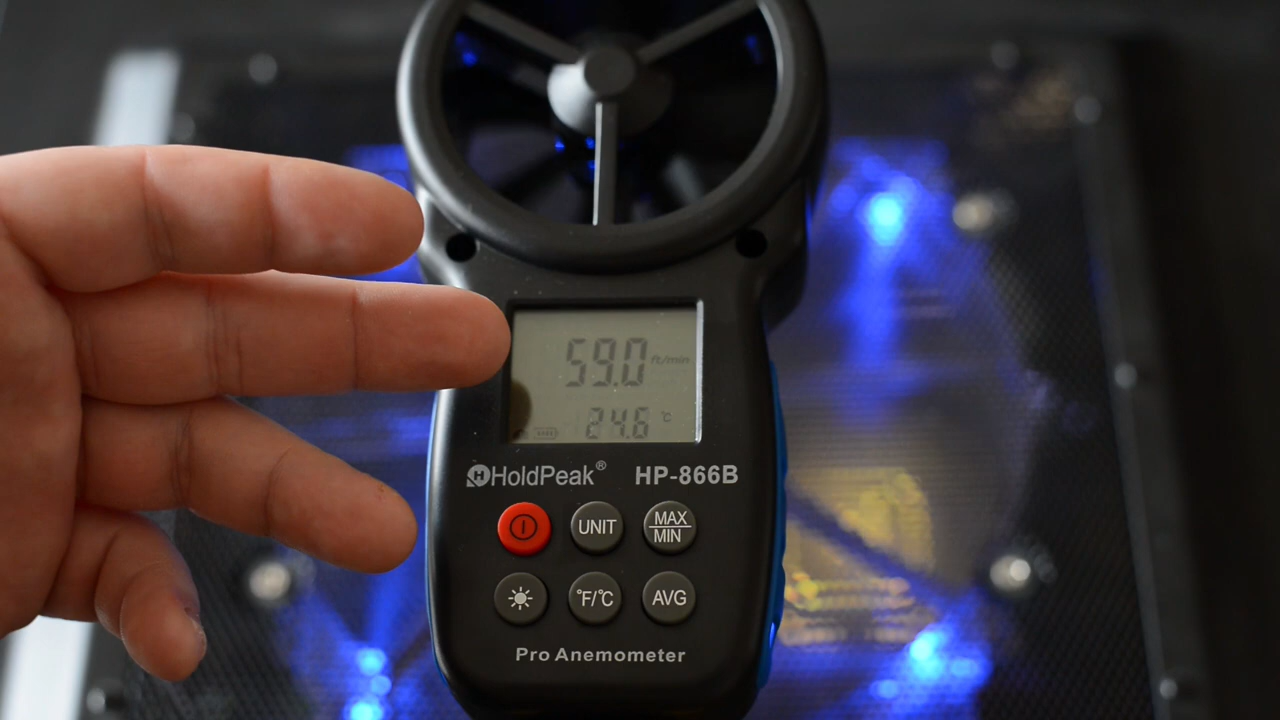 59.0 ft/min
24.6 °C
HoldPeak® HP-866B
UNIT MAX/MIN
°F/°C AVG
Pro Anemometer